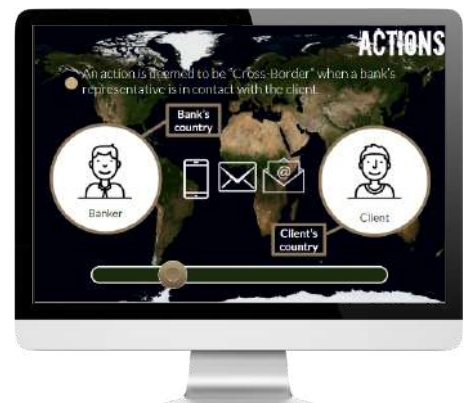 ACTIONS
An action is deemed to be "Cross-Border" when a bank's
representative is in contact with the client.
Bank's
country
@
Banker
Client
Client's
country